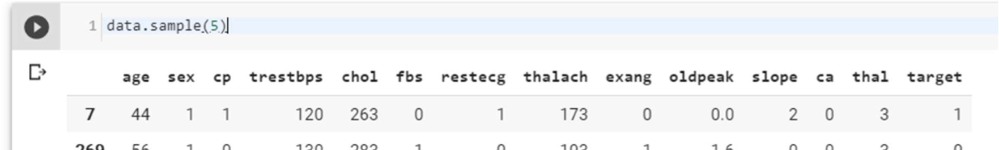 1 data.sample(5)
age sex cp trestbps chol fbs restecg thalach exang oldpeak slope ca thal target
7 44 1 1 120 263 0 1 173 0 0.0 2 0 3 1
269 56 1 0 130 283 1 0 103 1 1.6 0 0 3 0